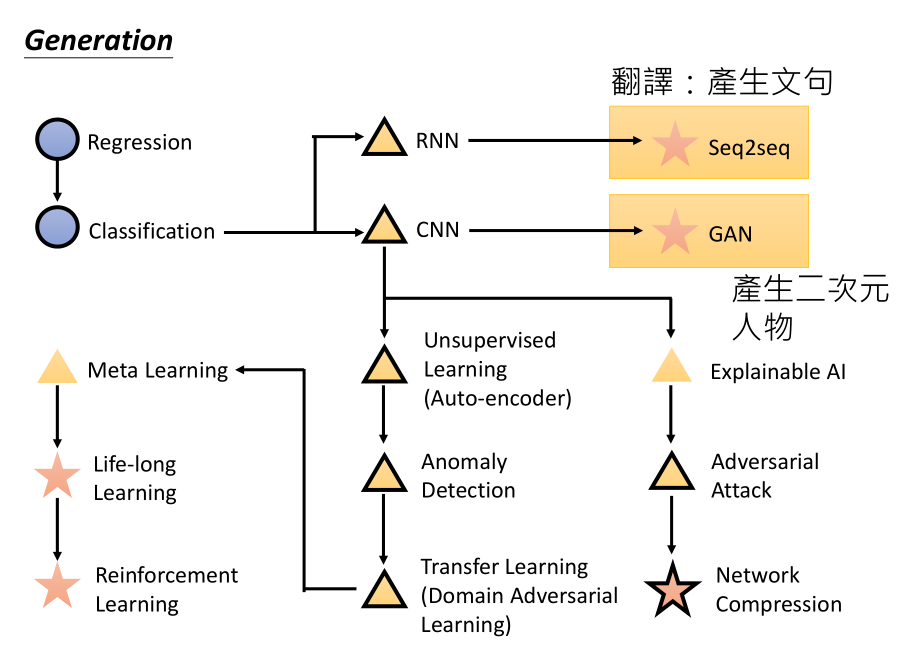 Generation
翻譯：產生文句
Regression
RNN
Seq2seq
Classification
CNN
GAN
產生二次元
人物
Unsupervised
Learning
(Auto-encoder)
Meta Learning
Explainable AI
Life-long
Learning
Anomaly
Detection
Adversarial
Attack
Reinforcement
Learning
Transfer Learning
(Domain Adversarial
Learning)
Network
Compression